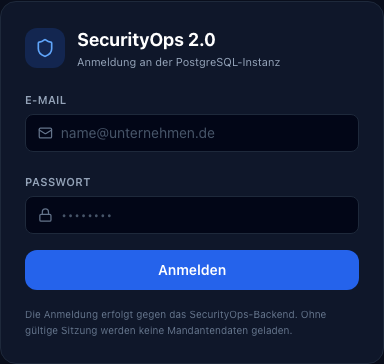 SecurityOps 2.0
Anmeldung an der PostgreSQL-Instanz
E-MAIL
name@unternehmen.de
PASSWORT
••••••••
Anmelden
Die Anmeldung erfolgt gegen das SecurityOps-Backend. Ohne
gültige Sitzung werden keine Mandantendaten geladen.